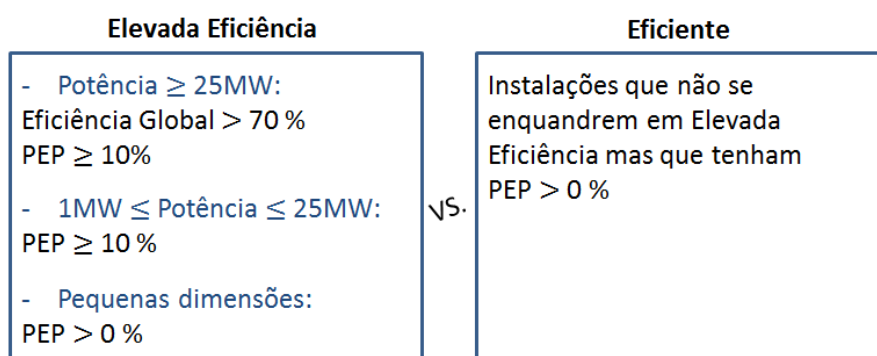 Elevada Eficiência
- Potência ≥ 25MW:
Eficiência Global > 70 %
PEP ≥ 10%
- 1MW ≤ Potência ≤ 25MW:
PEP ≥ 10 %
- Pequenas dimensões:
PEP > 0 %
vs.
Eficiente
Instalações que não se
enquandrem em Elevada
Eficiência mas que tenham
PEP > 0 %